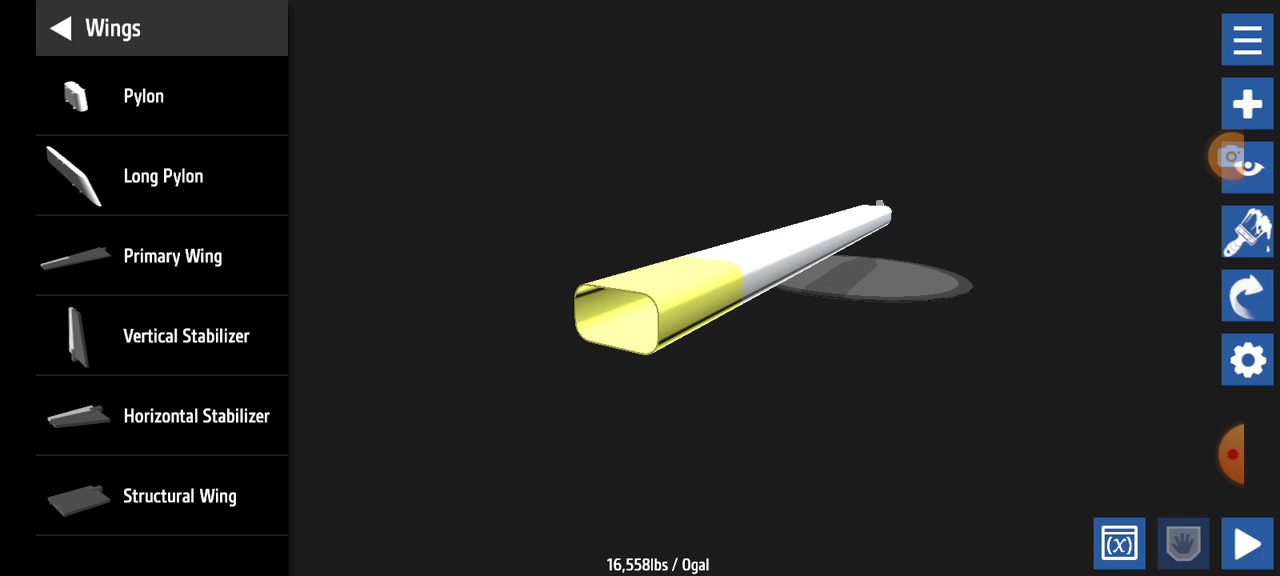 Wings
Pylon
Long Pylon
Primary Wing
Vertical Stabilizer
Horizontal Stabilizer
Structural Wing
(x)
16,558lbs / 0gal